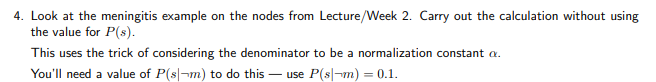 4. Look at the meningitis example on the nodes from Lecture/Week 2. Carry out the calculation without using
the value for P(s).
This uses the trick of considering the denominator to be a normalization constant α.
You'll need a value of P(s|¬m) to do this — use P(s|¬m) = 0.1.